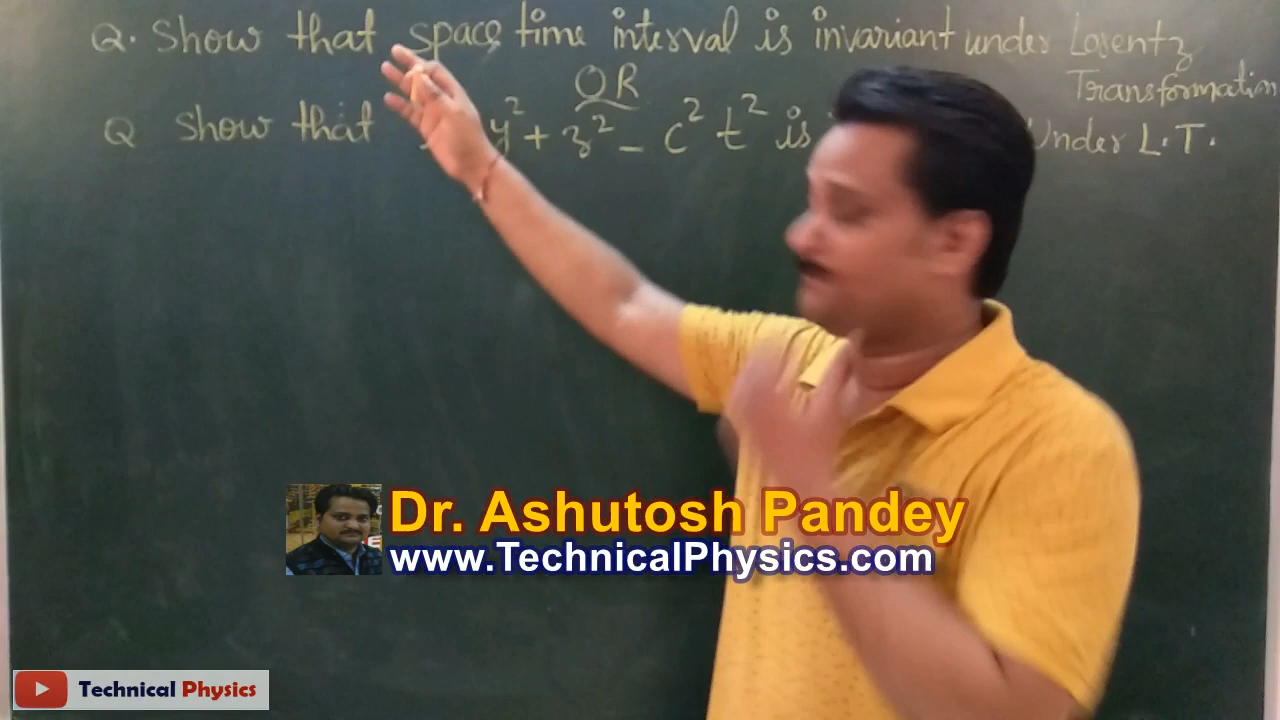 Q. Show that space time interval is invariant under Lorentz
Transformation
OR
Q Show that y² + z² - c² t² is Under L.T.
Dr. Ashutosh Pandey
www.TechnicalPhysics.com
Technical Physics